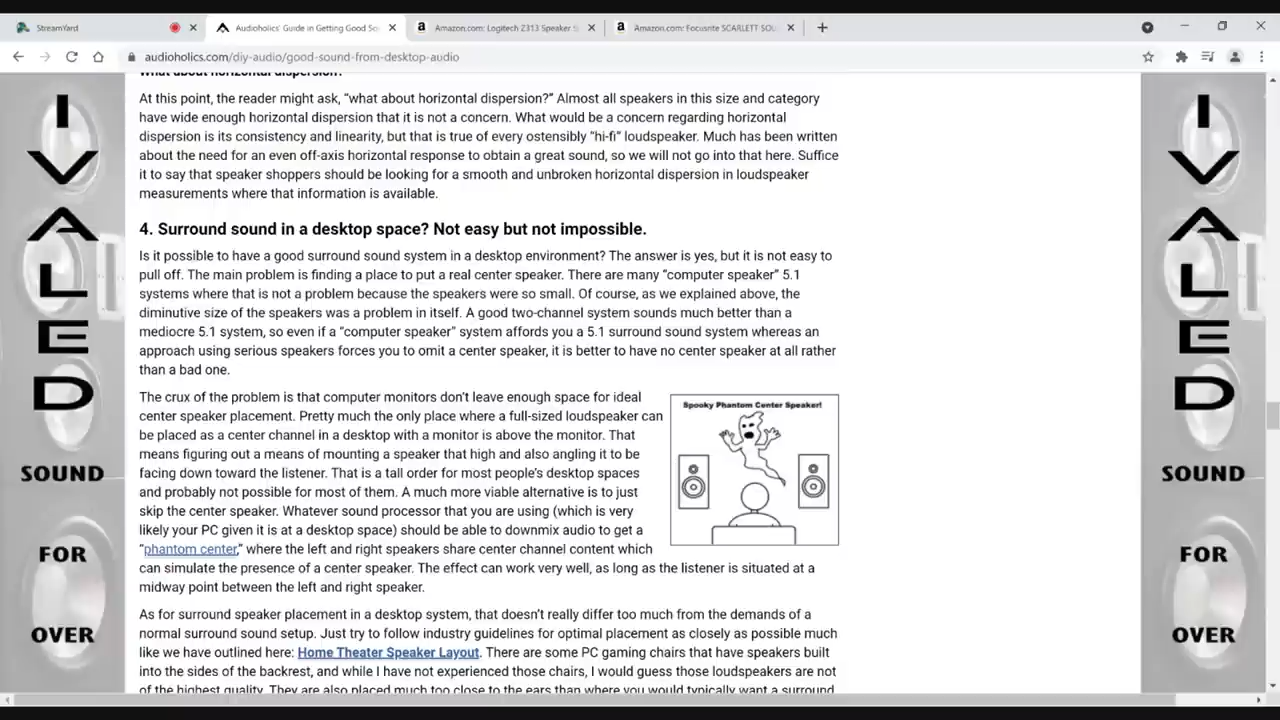 StreamYard
Audioholics' Guide in Getting Good So
Amazon.com: Logitech 2313 Speaker S
Amazon.com: Focusrite SCARLETT SOL
audioholics.com/diy-audio/good-sound-from-desktop-audio
What about horizontal dispersion?
At this point, the reader might ask, “what about horizontal dispersion?” Almost all speakers in this size and category
have wide enough horizontal dispersion that it is not a concern. What would be a concern regarding horizontal
dispersion is its consistency and linearity, but that is true of every ostensibly “hi-fi” loudspeaker. Much has been written
about the need for an even off-axis horizontal response to obtain a great sound, so we will not go into that here. Suffice
it to say that speaker shoppers should be looking for a smooth and unbroken horizontal dispersion in loudspeaker
measurements where that information is available.
4. Surround sound in a desktop space? Not easy but not impossible.
Is it possible to have a good surround sound system in a desktop environment? The answer is yes, but it is not easy to
pull off. The main problem is finding a place to put a real center speaker. There are many “computer speaker” 5.1
systems where that is not a problem because the speakers were so small. Of course, as we explained above, the
diminutive size of the speakers was a problem in itself. A good two-channel system sounds much better than a
mediocre 5.1 system, so even if a “computer speaker” system affords you a 5.1 surround sound system whereas an
approach using serious speakers forces you to omit a center speaker, it is better to have no center speaker at all rather
than a bad one.
The crux of the problem is that computer monitors don’t leave enough space for ideal
center speaker placement. Pretty much the only place where a full-sized loudspeaker can
be placed as a center channel in a desktop with a monitor is above the monitor. That
means figuring out a means of mounting a speaker that high and also angling it to be
facing down toward the listener. That is a tall order for most people’s desktop spaces
and probably not possible for most of them. A much more viable alternative is to just
skip the center speaker. Whatever sound processor that you are using (which is very
likely your PC given it is at a desktop space) should be able to downmix audio to get a
“phantom center,” where the left and right speakers share center channel content which
can simulate the presence of a center speaker. The effect can work very well, as long as the listener is situated at a
midway point between the left and right speaker.
Spooky Phantom Center Speaker!
As for surround speaker placement in a desktop system, that doesn’t really differ too much from the demands of a
normal surround sound setup. Just try to follow industry guidelines for optimal placement as closely as possible much
like we have outlined here: Home Theater Speaker Layout. There are some PC gaming chairs that have speakers built
into the sides of the backrest, and while I have not experienced those chairs, I would guess those loudspeakers are not
of the highest quality. They are also placed much too close to the ears than where you would typically want a surround
I
V
A
L
E
D
SOUND
FOR
OVER
I
V
A
L
E
D
SOUND
FOR
OVER